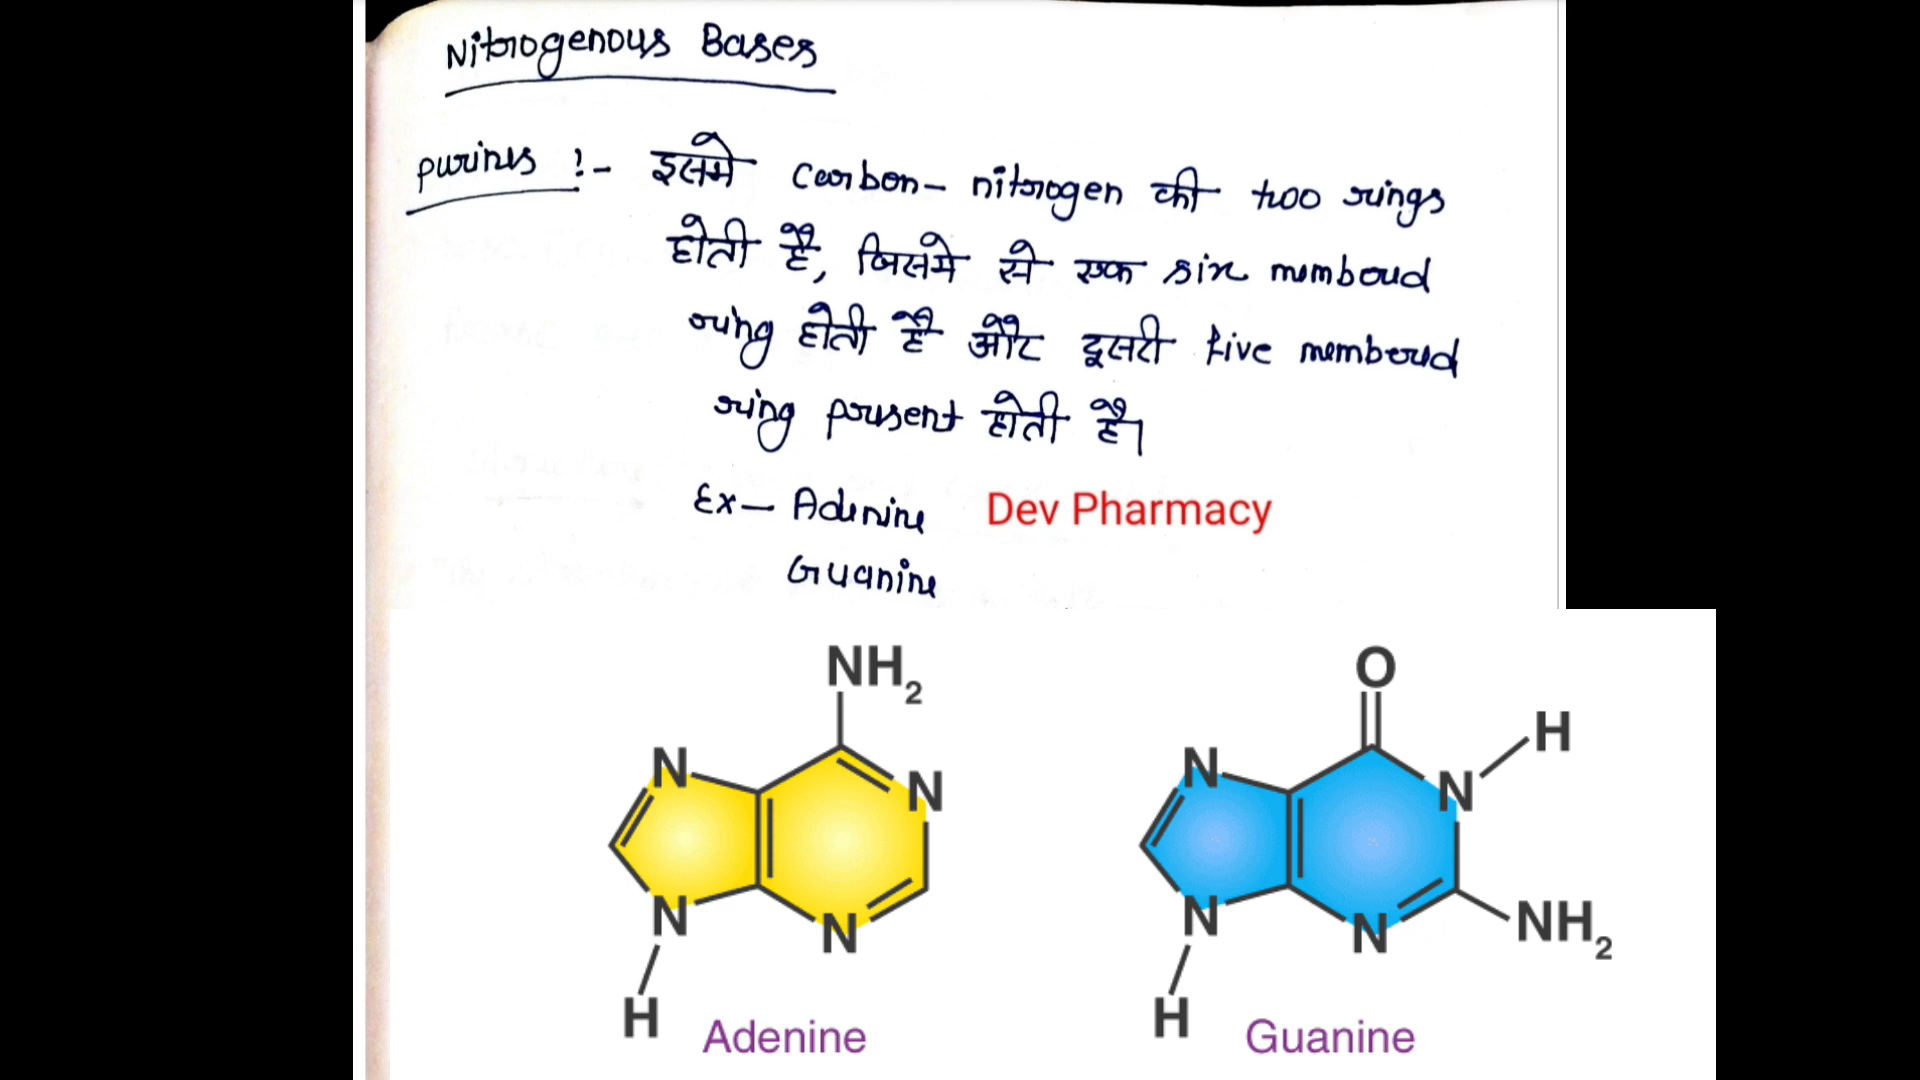 Nitrogenous Bases
Purines :- इसमे carbon- nitrogen की two rings
होती है, जिसमे से एक six membered
ring होती है और दूसरी five membered
ring present होती है।
Ex- Adenine Dev Pharmacy
Guanine
NH₂ O
H
N N N N
N N N N NH₂
H H
Adenine Guanine